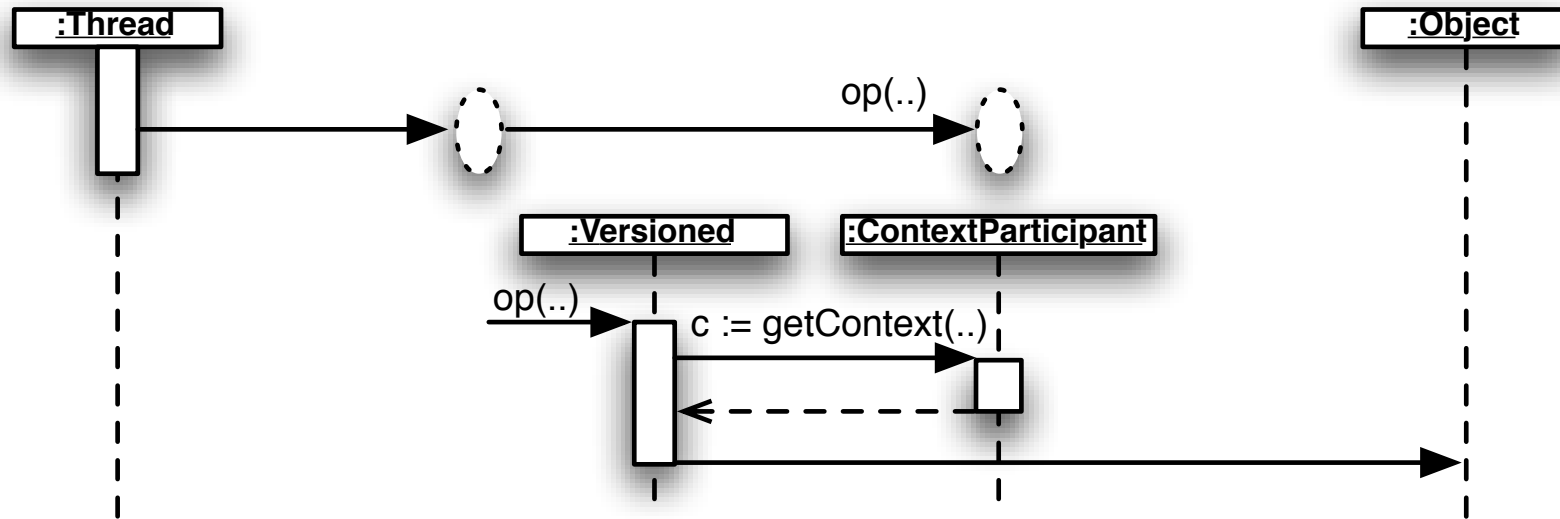 :Thread
:Object
op(..)
:Versioned
:ContextParticipant
op(..)
c := getContext(..)